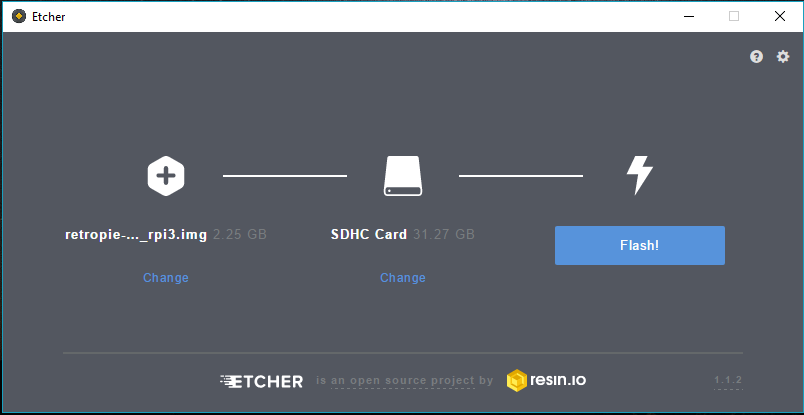 Etcher
retropie-..._rpi3.img 2.25 GB
SDHC Card 31.27 GB
Flash!
Change
Change
ETCHER is an open source project by resin.io 1.1.2